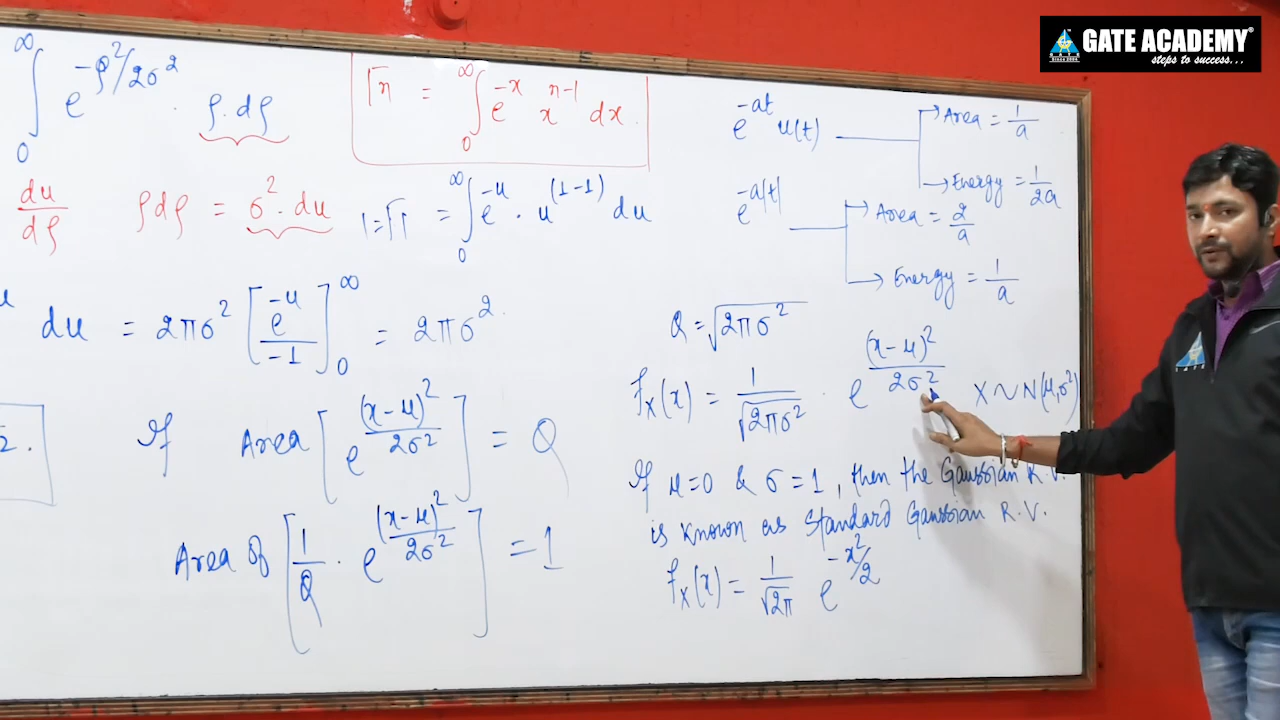 GATE ACADEMY®
steps to success...
∫₀^∞ e^(-ρ²/2σ²) · ρ.dρ
Γn = ∫₀^∞ e^(-x) x^(n-1) dx.
e^(-at) u(t)
Area = 1/a
Energy = 1/2a
du/dρ ρdρ = σ².du
1=Γ1 = ∫₀^∞ e^(-u) · u^(1-1) du
e^(-a|t|)
Area = 2/a
Energy = 1/a
du = 2πσ² [e^(-u)/-1]₀^∞ = 2πσ².
Q = √(2πσ²)
f_X(x) = 1/√(2πσ²) · e^((x-μ)²/2σ²) X ~ N(μ,σ²)
If Area [e^((x-μ)²/2σ²)] = Q
Area of [1/Q · e^((x-μ)²/2σ²)] = 1
If μ=0 & σ=1, then the Gaussian R.V.
is known as Standard Gaussian R.V.
f_X(x) = 1/√2π e^(-x²/2)